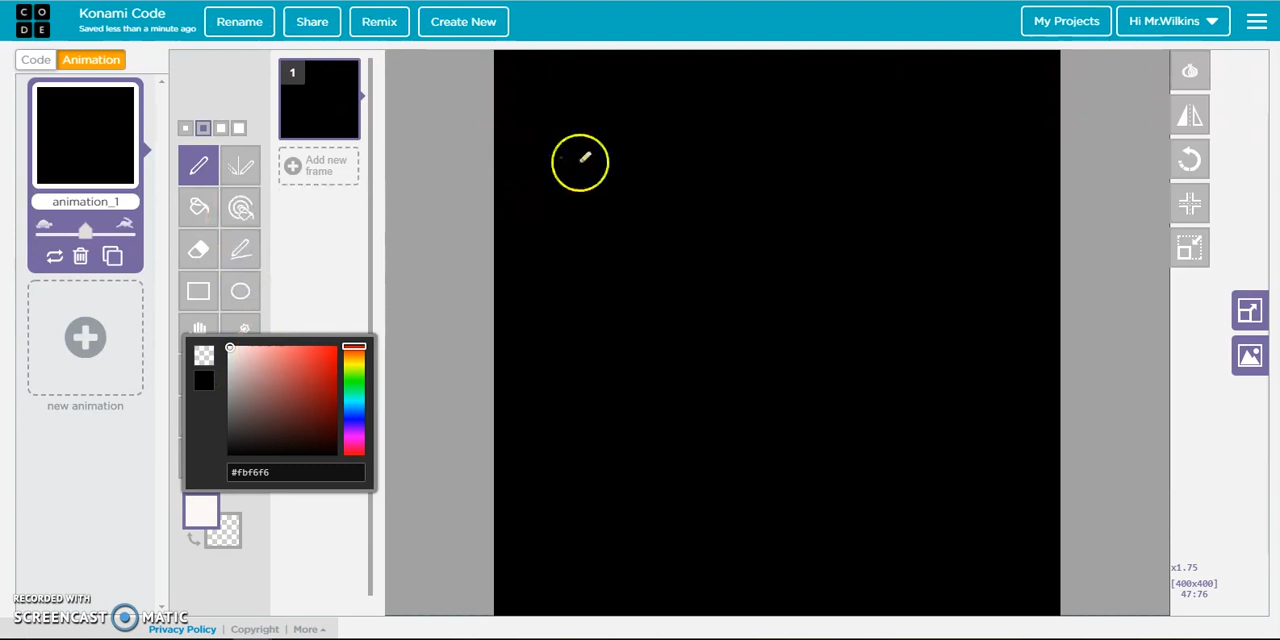 CO
DE
Konami Code
Saved less than a minute ago
Rename
Share
Remix
Create New
My Projects
Hi Mr.Wilkins
Code
Animation
1
Add new
frame
animation_1
new animation
#fbf6f6
x1.75
[400x400]
47:76
RECORDED WITH
SCREENCAST MATIC
Privacy Policy
Copyright
More